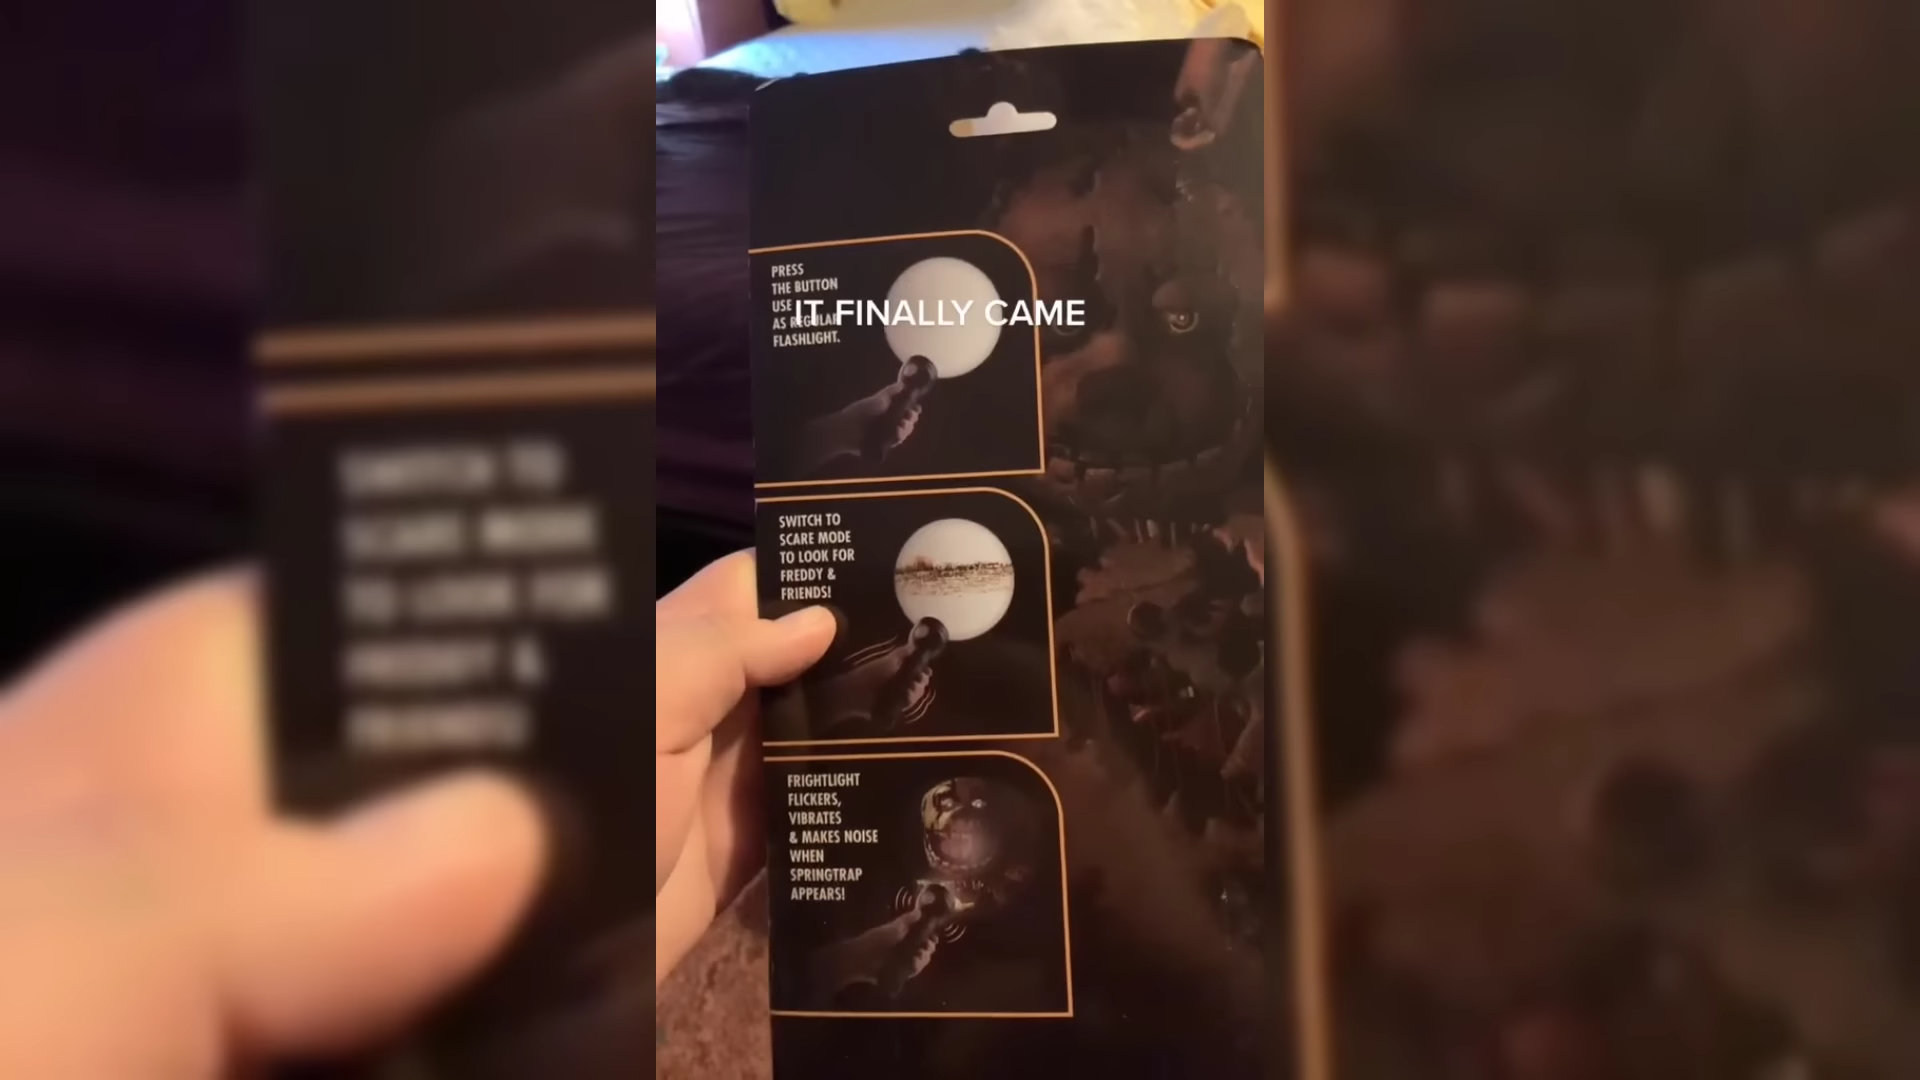 PRESS
THE BUTTON
USE
AS REGULAR
FLASHLIGHT.
IT FINALLY CAME
SWITCH TO
SCARE MODE
TO LOOK FOR
FREDDY &
FRIENDS!
FRIGHTLIGHT
FLICKERS,
VIBRATES
& MAKES NOISE
WHEN
SPRINGTRAP
APPEARS!